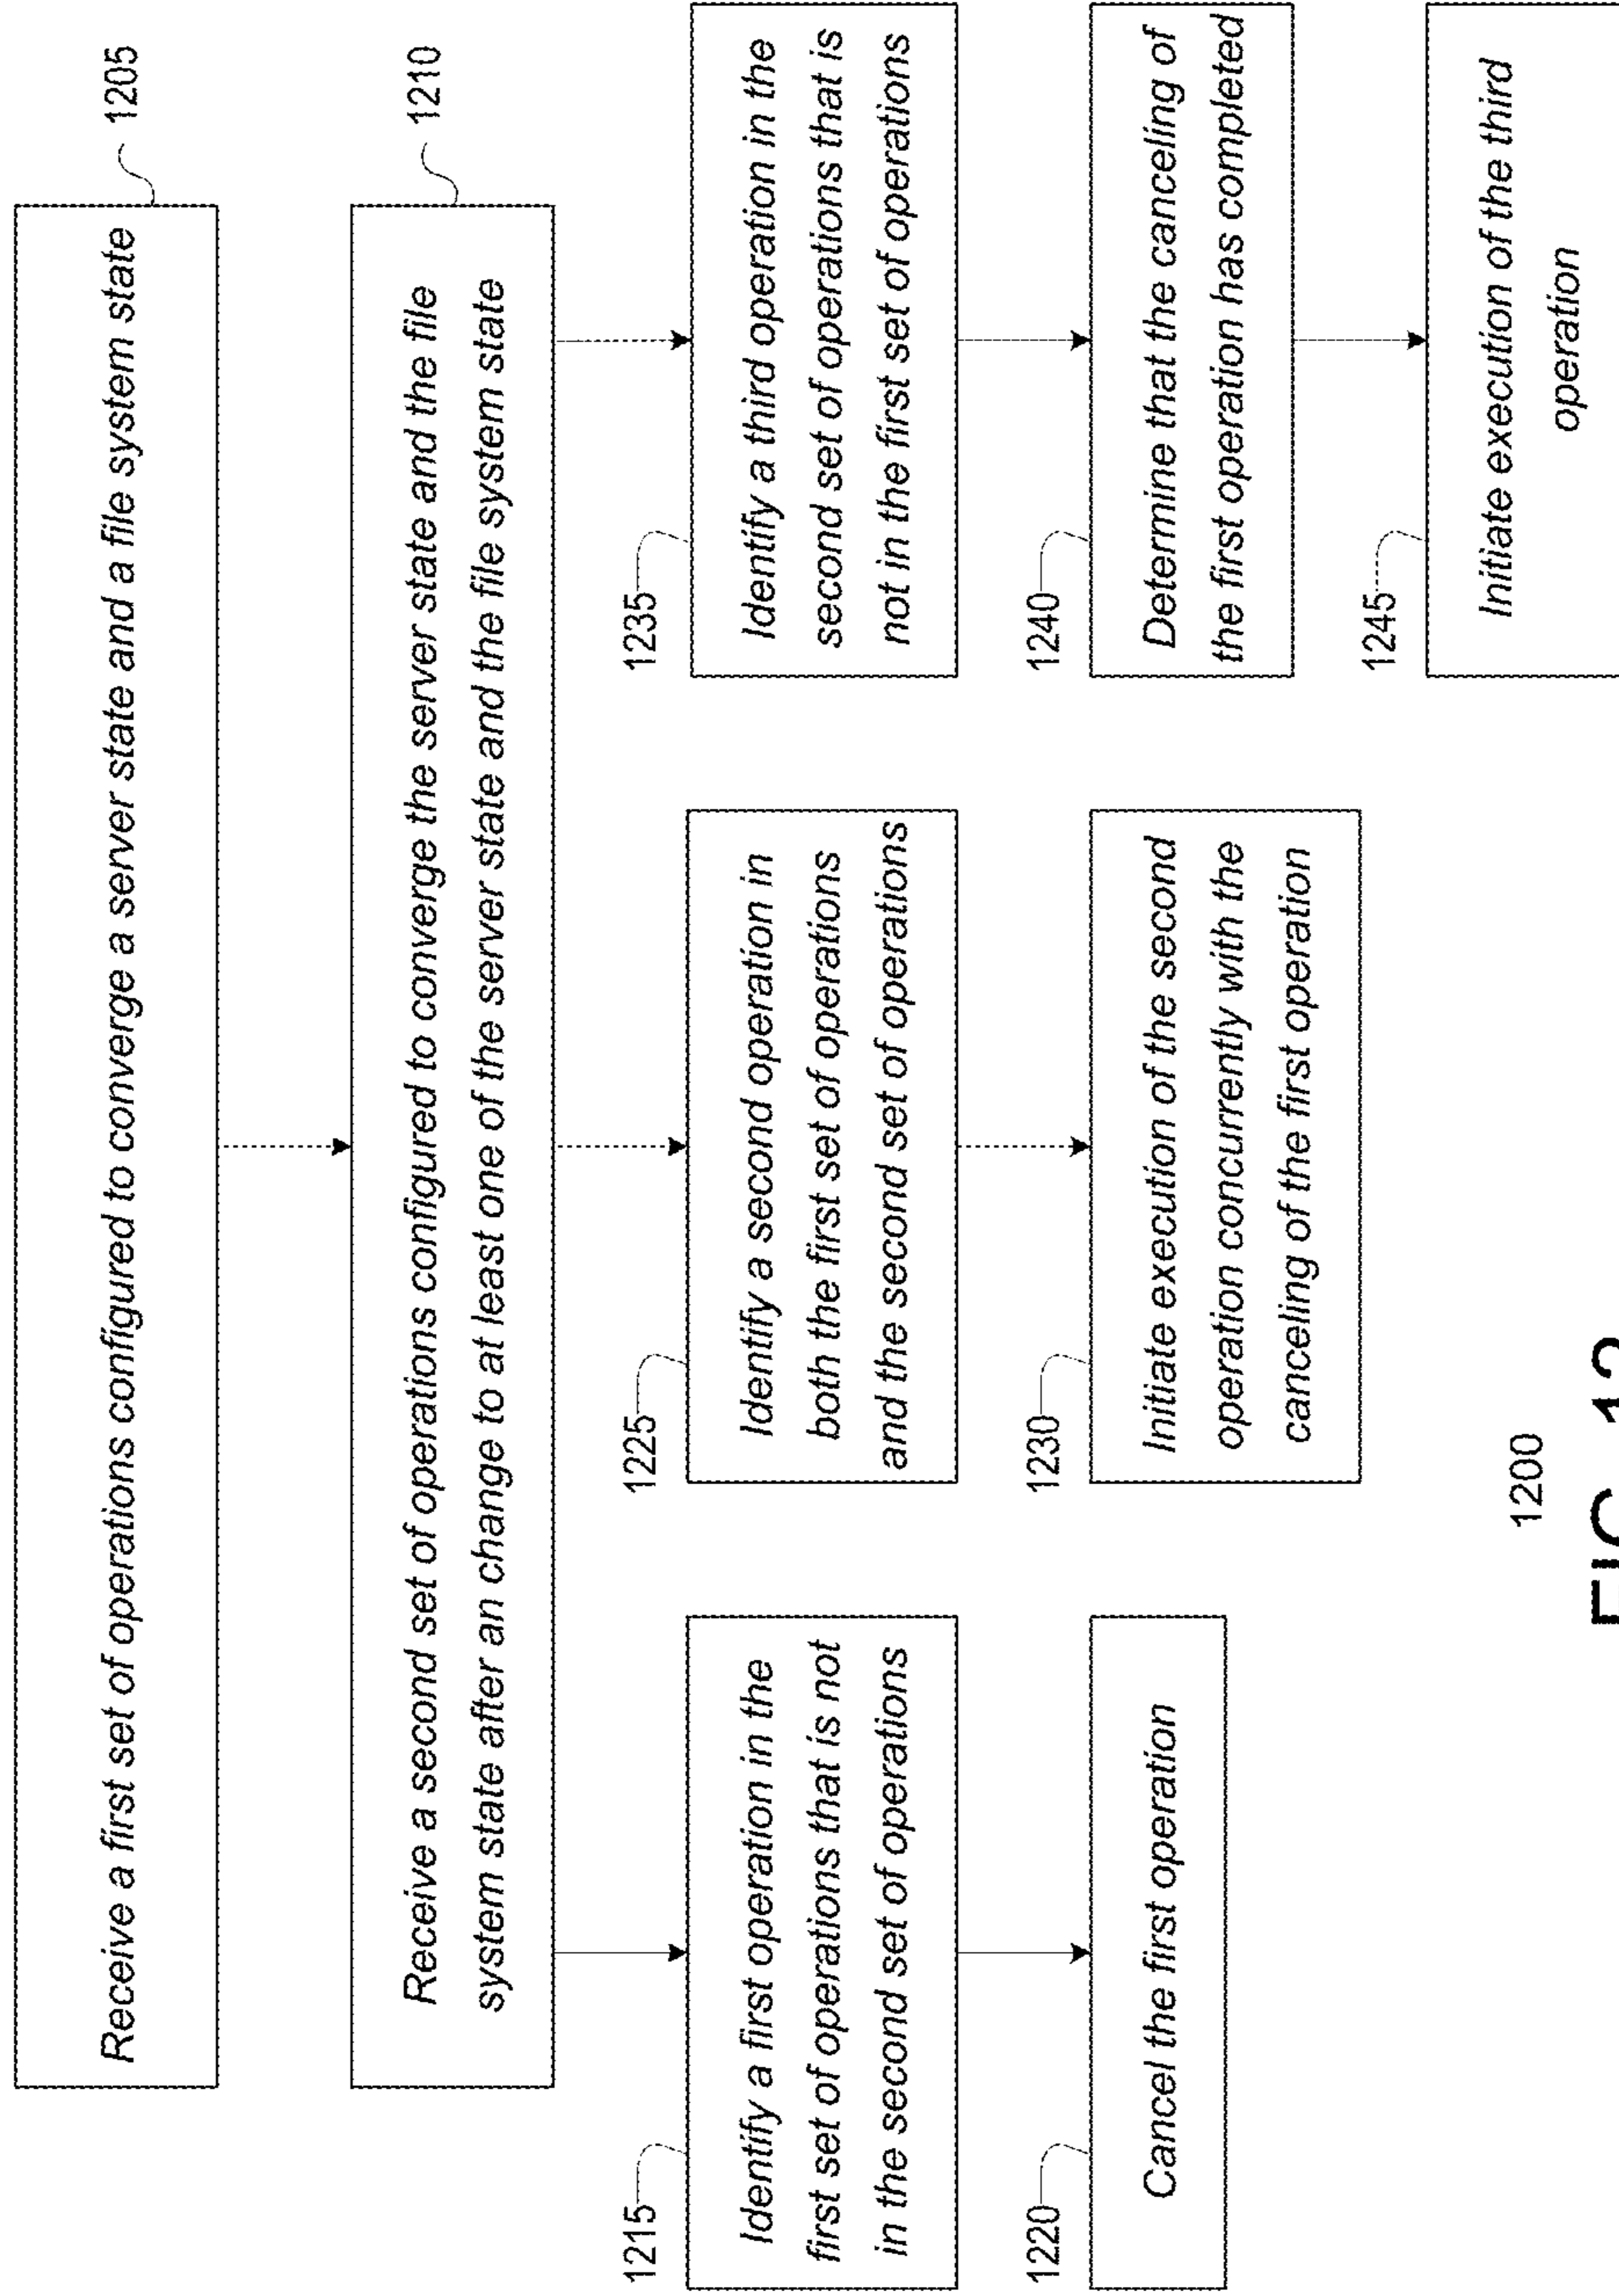 Receive a first set of operations configured to converge a server state and a file system state
1205
Receive a second set of operations configured to converge the server state and the file
system state after an change to at least one of the server state and the file system state
1210
1215
Identify a first operation in the
first set of operations that is not
in the second set of operations
1220
Cancel the first operation
1225
Identify a second operation in
both the first set of operations
and the second set of operations
1230
Initiate execution of the second
operation concurrently with the
canceling of the first operation
1235
Identify a third operation in the
second set of operations that is
not in the first set of operations
1240
Determine that the canceling of
the first operation has completed
1245
Initiate execution of the third
operation
1200
FIG. 12